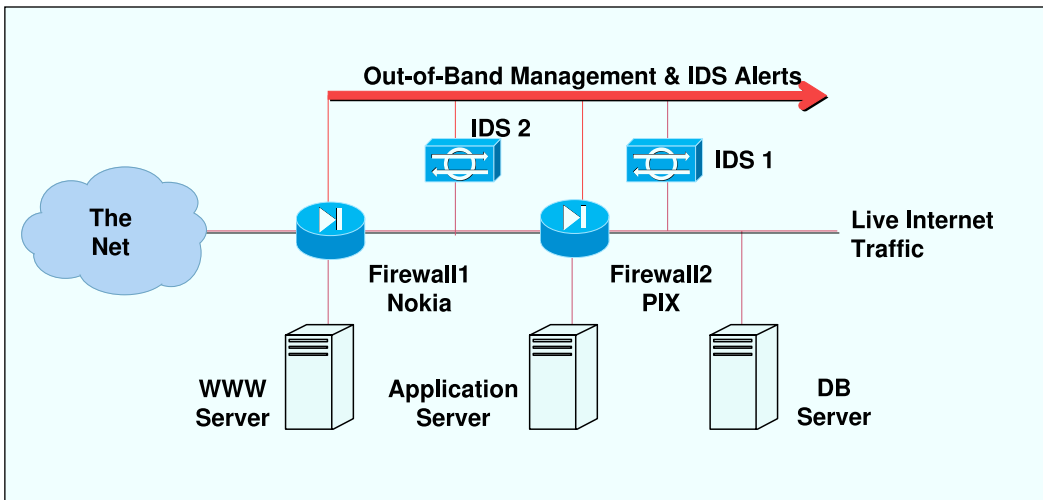 Out-of-Band Management & IDS Alerts
IDS 2
IDS 1
The
Net
Live Internet
Traffic
Firewall1
Nokia
Firewall2
PIX
WWW
Server
Application
Server
DB
Server